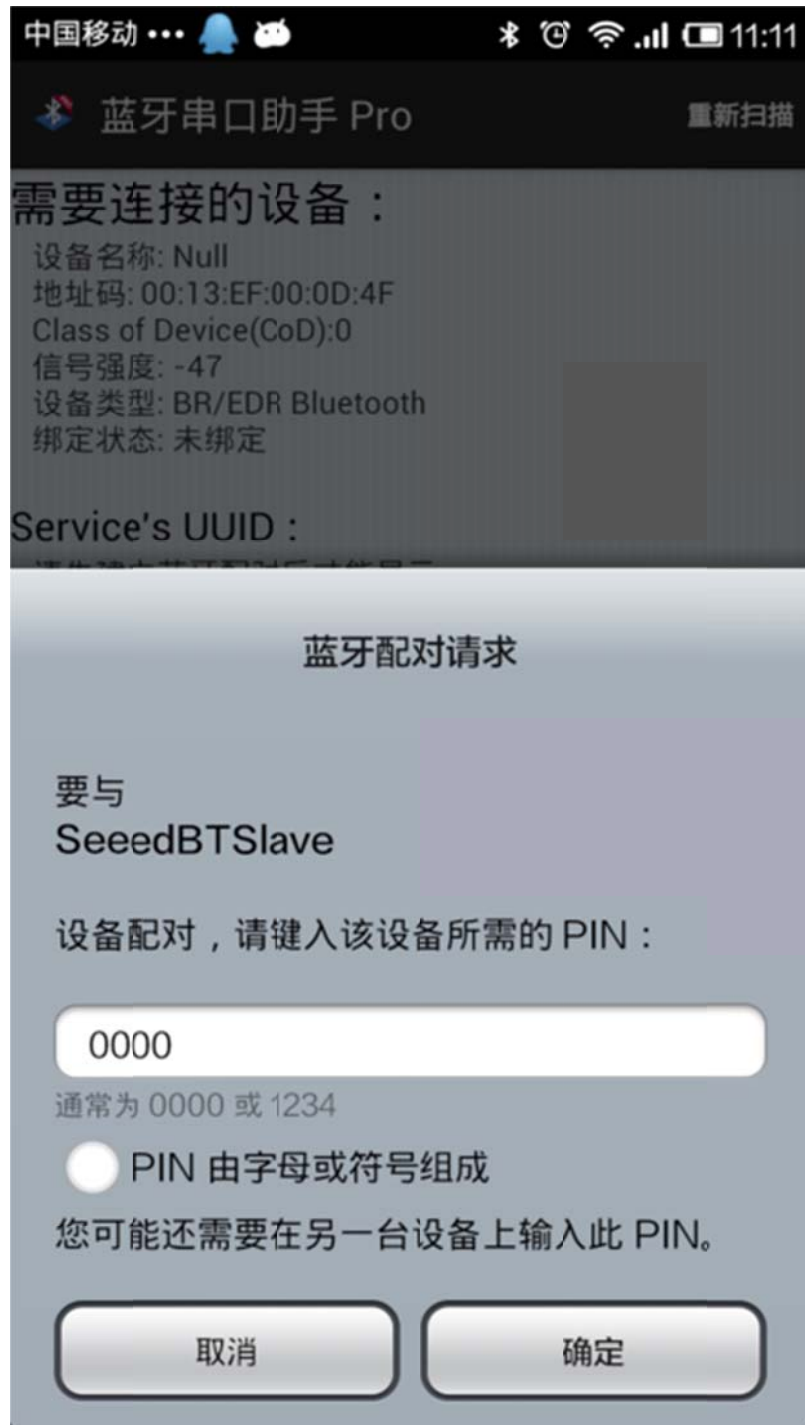 中国移动 ••• 11:11
蓝牙串口助手 Pro 重新扫描
需要连接的设备：
设备名称: Null
地址码: 00:13:EF:00:0D:4F
Class of Device(CoD):0
信号强度: -47
设备类型: BR/EDR Bluetooth
绑定状态: 未绑定
Service's UUID：
蓝牙配对请求
要与
SeeedBTSlave
设备配对，请键入该设备所需的 PIN：
0000
通常为 0000 或 1234
PIN 由字母或符号组成
您可能还需要在另一台设备上输入此 PIN。
取消 确定